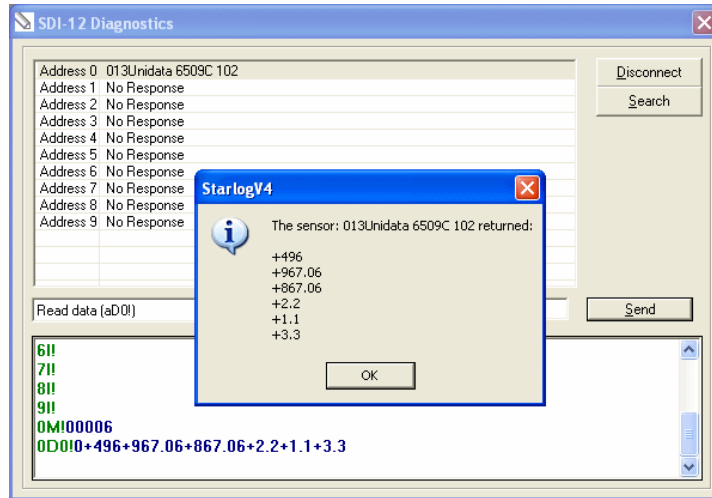 SDI-12 Diagnostics
Address 0 013Unidata 6509C 102
Address 1 No Response
Address 2 No Response
Address 3 No Response
Address 4 No Response
Address 5 No Response
Address 6 No Response
Address 7 No Response
Address 8 No Response
Address 9 No Response
Disconnect
Search
StarlogV4
The sensor: 013Unidata 6509C 102 returned:
+496
+967.06
+867.06
+2.2
+1.1
+3.3
OK
Read data (aD0!)
Send
6I!
7I!
8I!
9I!
0M!00006
0D0!0+496+967.06+867.06+2.2+1.1+3.3